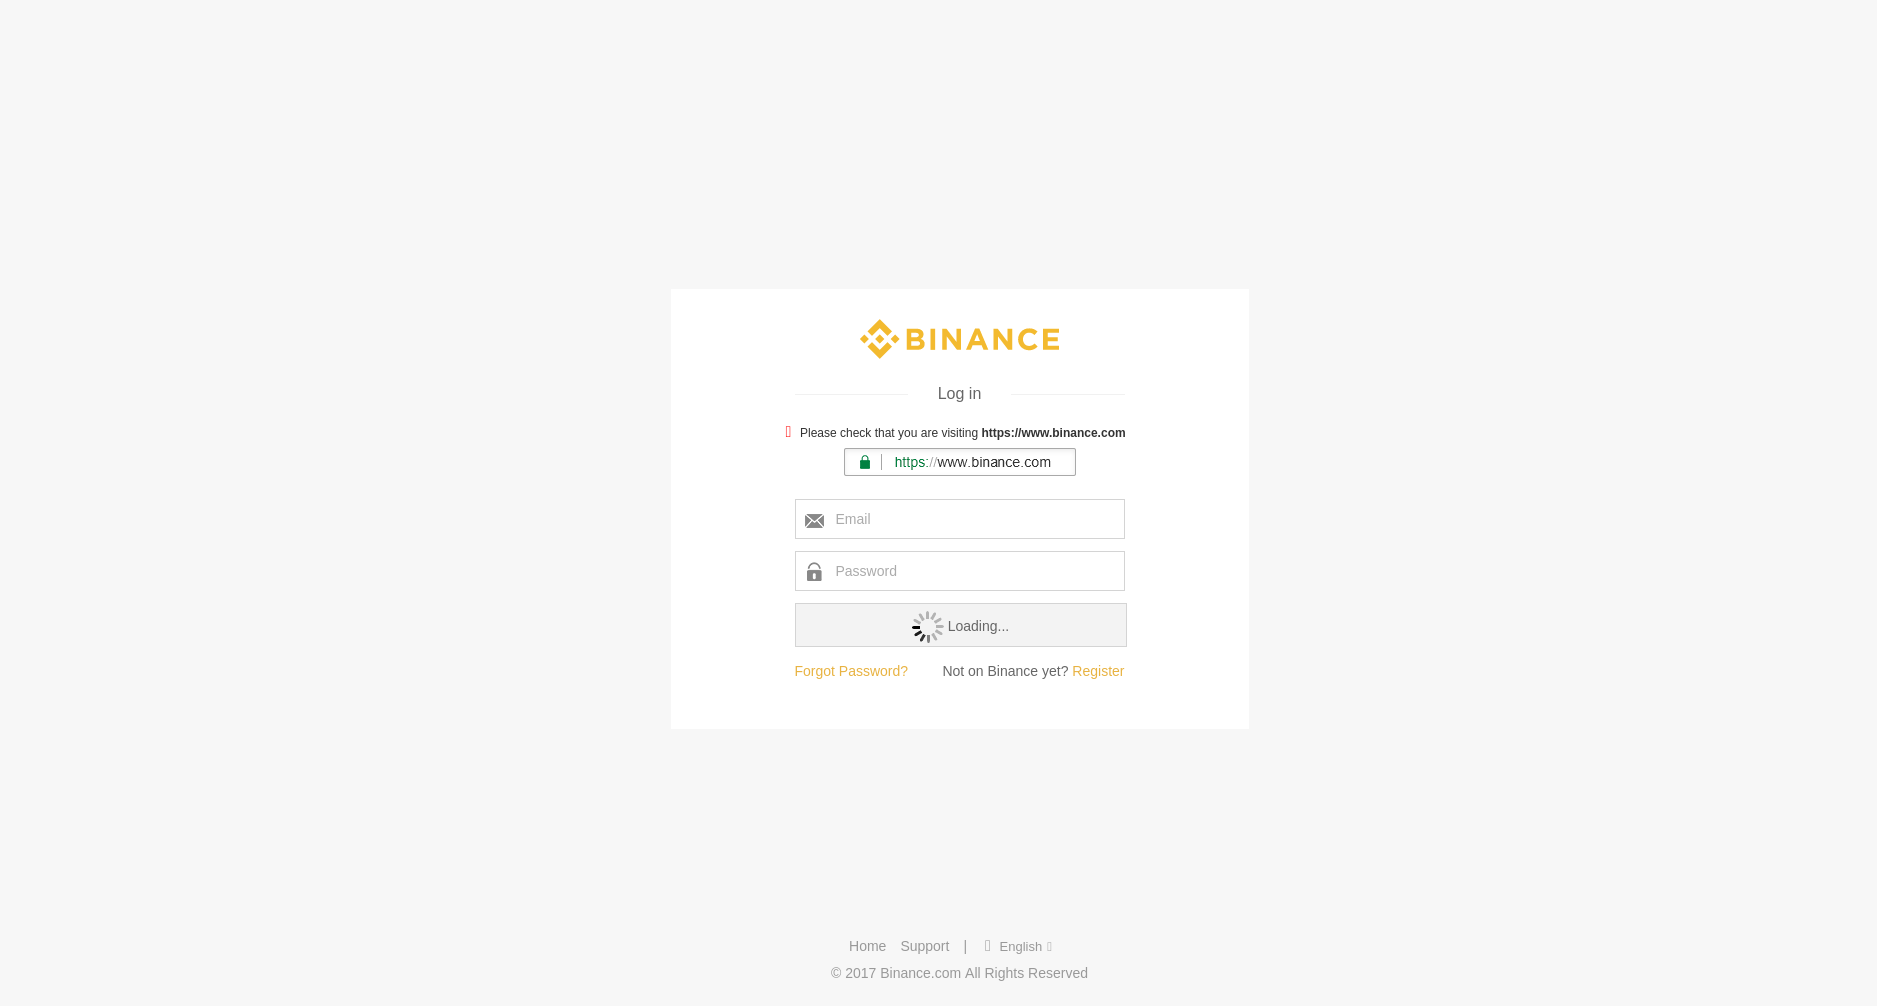 BINANCE
Log in
Please check that you are visiting https://www.binance.com
https://www.binance.com
Email
Password
Loading...
Forgot Password? Not on Binance yet? Register
Home Support | English
© 2017 Binance.com All Rights Reserved